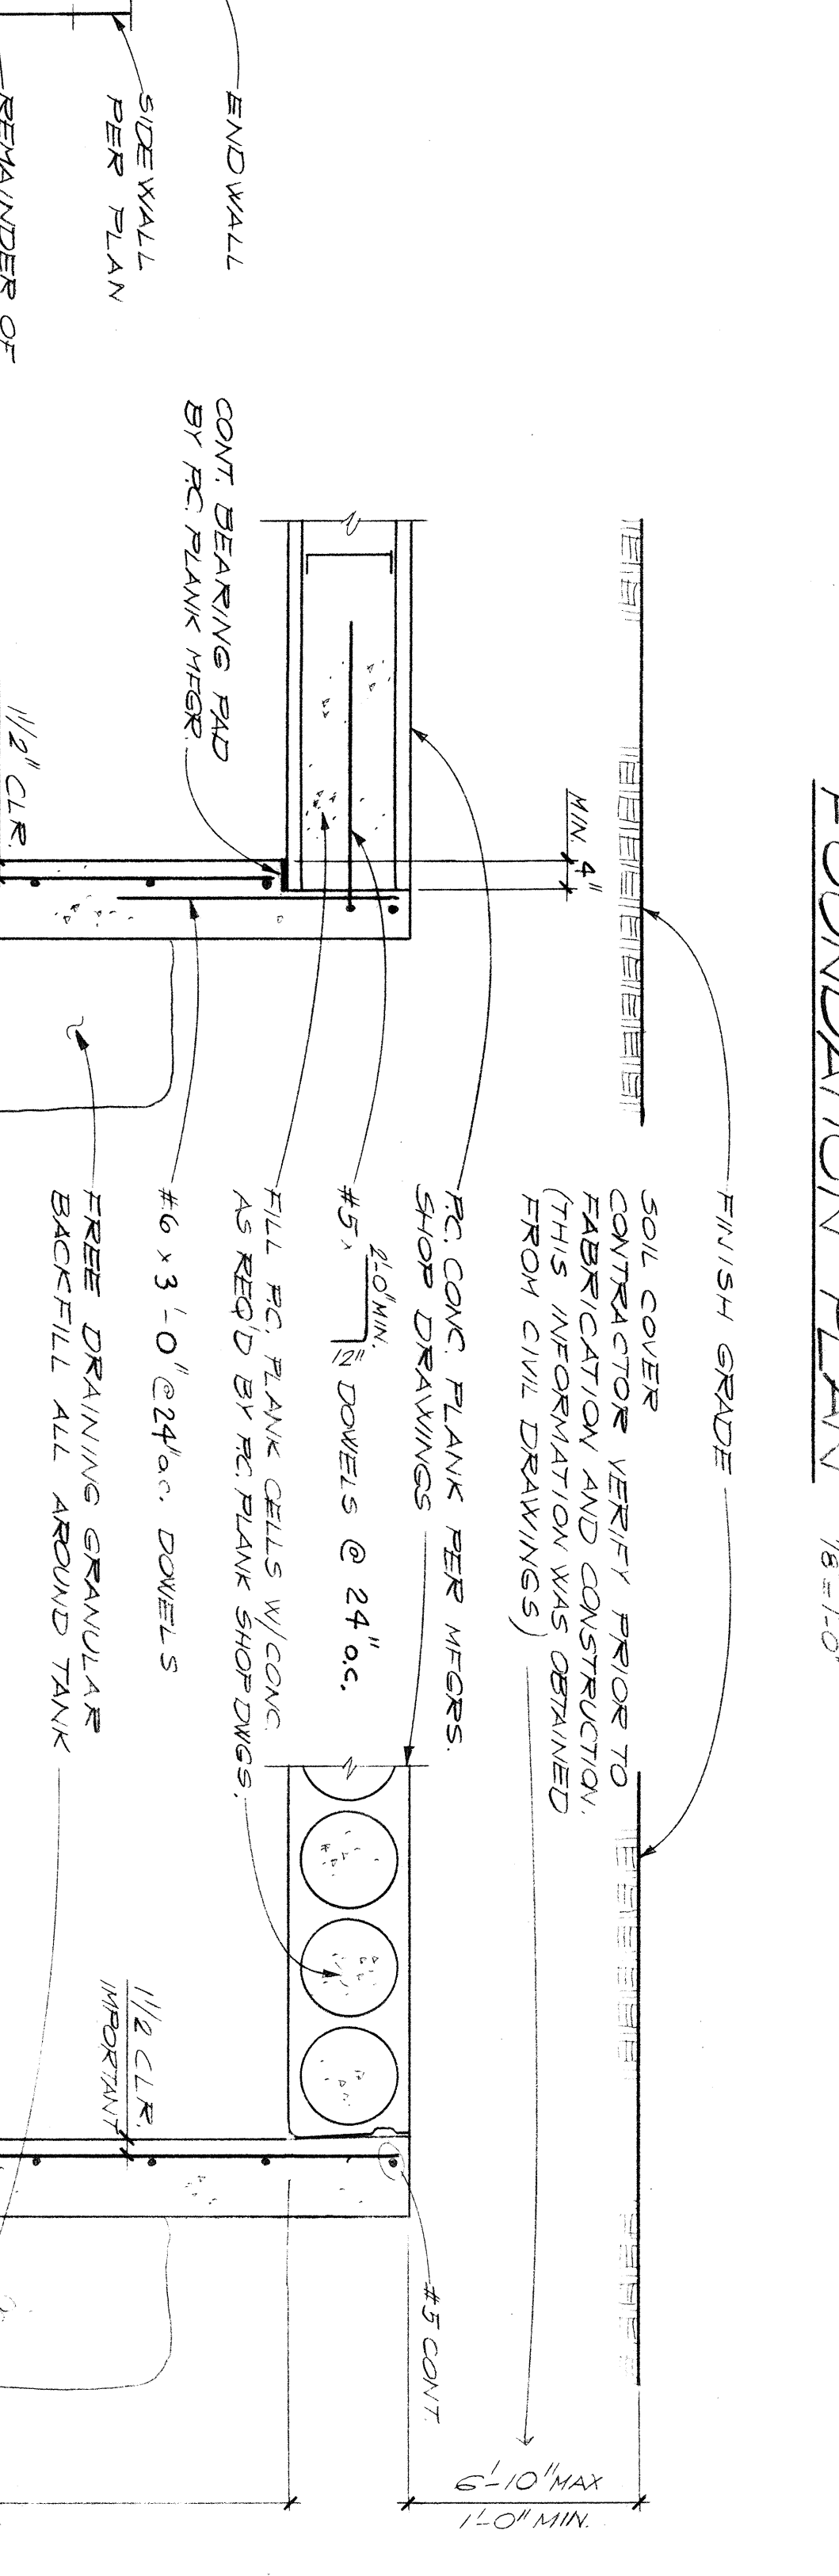 FOUNDATION PLAN
1/8"=1'-0"
FINISH GRADE
SOIL COVER
CONTRACTOR VERIFY PRIOR TO
FABRICATION AND CONSTRUCTION.
(THIS INFORMATION WAS OBTAINED
FROM CIVIL DRAWINGS)
MIN. 4"
P.C. CONC. PLANK PER MFGRS.
SHOP DRAWINGS
#5 x
2'-0" MIN.
12"
DOWELS @ 24" o.c.
FILL P.C. PLANK CELLS W/CONC.
AS REQ'D BY P.C. PLANK SHOP DWGS.
#6 x 3'-0" @ 24" o.c. DOWELS
FREE DRAINING GRANULAR
BACKFILL ALL AROUND TANK
ENDWALL
SIDEWALL
PER PLAN
REMAINDER OF
CONT. BEARING PAD
BY P.C. PLANK MFGR.
1 1/2" CLR.
1 1/2 CLR.
IMPORTANT
#5 CONT.
MAX
1'-0" MIN.